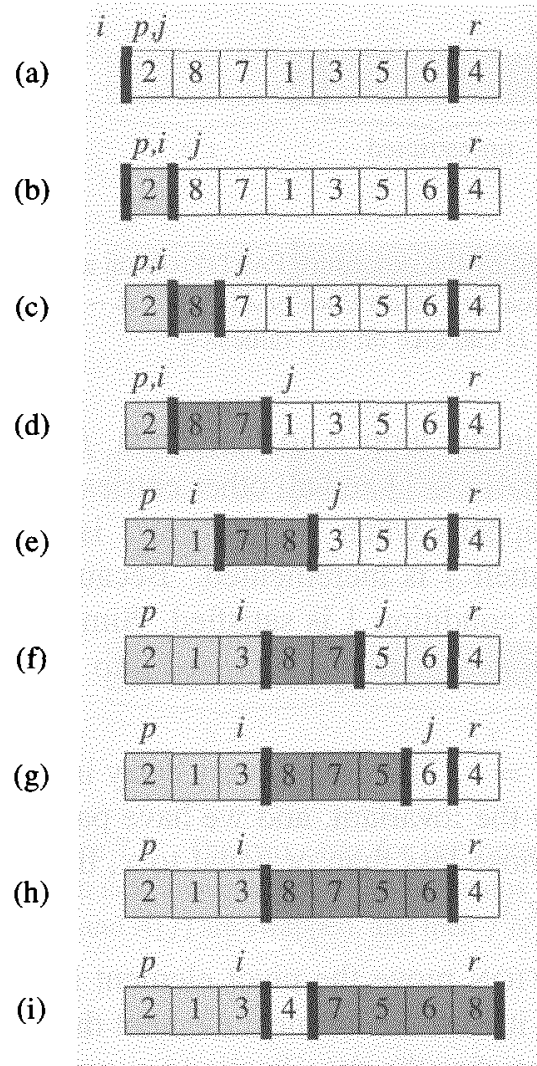 i p,j r
(a) 2 8 7 1 3 5 6 4
p,i j r
(b) 2 8 7 1 3 5 6 4
p,i j r
(c) 2 8 7 1 3 5 6 4
p,i j r
(d) 2 8 7 1 3 5 6 4
p i j r
(e) 2 1 7 8 3 5 6 4
p i j r
(f) 2 1 3 8 7 5 6 4
p i j r
(g) 2 1 3 8 7 5 6 4
p i r
(h) 2 1 3 8 7 5 6 4
p i r
(i) 2 1 3 4 7 5 6 8